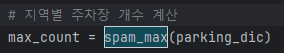 # 지역별 주차장 개수 계산
max_count = spam_max(parking_dic)